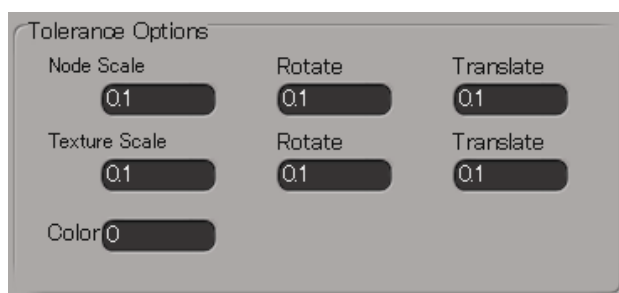 Tolerance Options
Node Scale Rotate Translate
0.1 0.1 0.1
Texture Scale Rotate Translate
0.1 0.1 0.1
Color 0